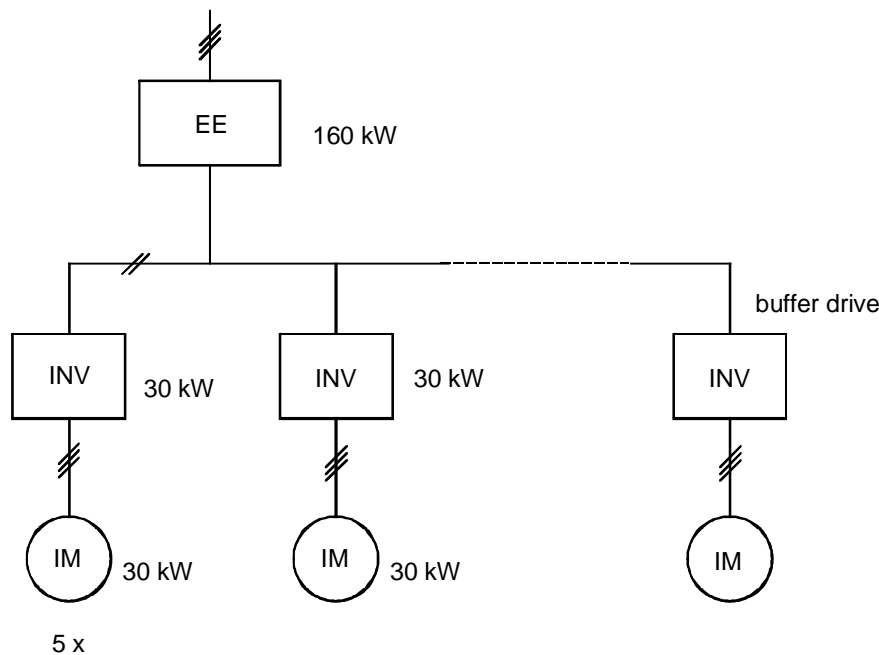 EE
160 kW
buffer drive
INV
30 kW
INV
30 kW
INV
IM
30 kW
IM
30 kW
IM
5 x